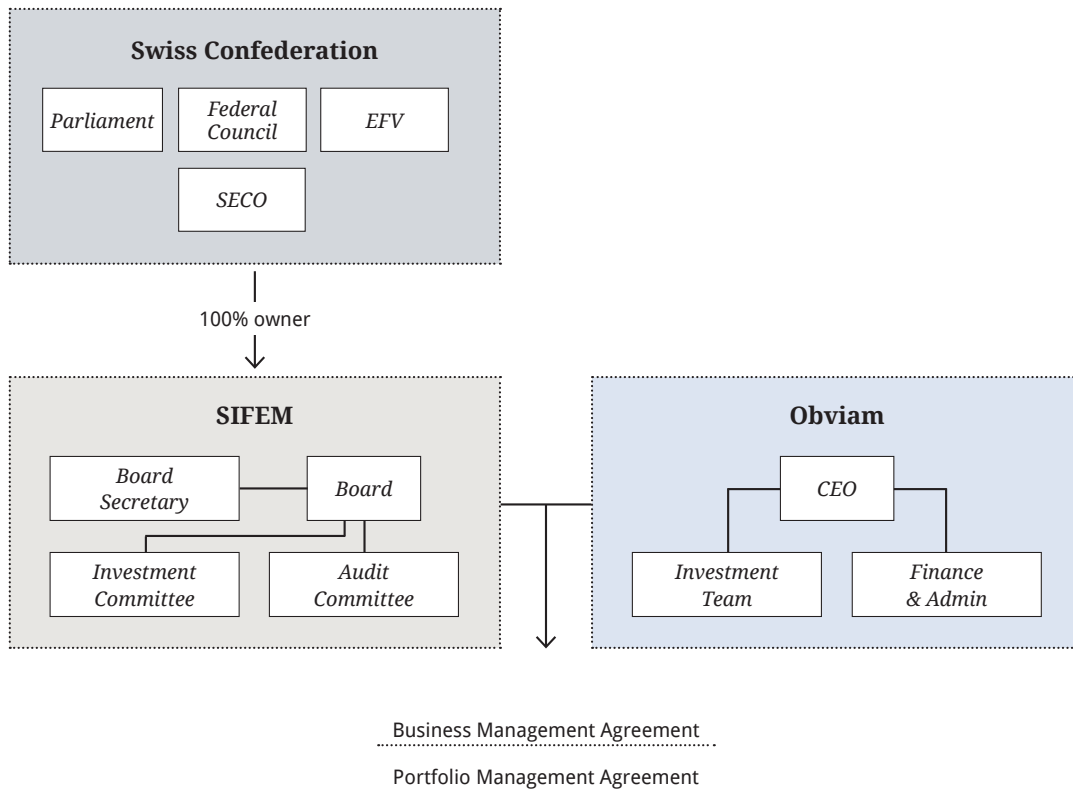 Swiss Confederation
Parliament
Federal
Council
EFV
SECO
100% owner
SIFEM
Board
Secretary
Board
Investment
Committee
Audit
Committee
Obviam
CEO
Investment
Team
Finance
& Admin
Business Management Agreement
Portfolio Management Agreement